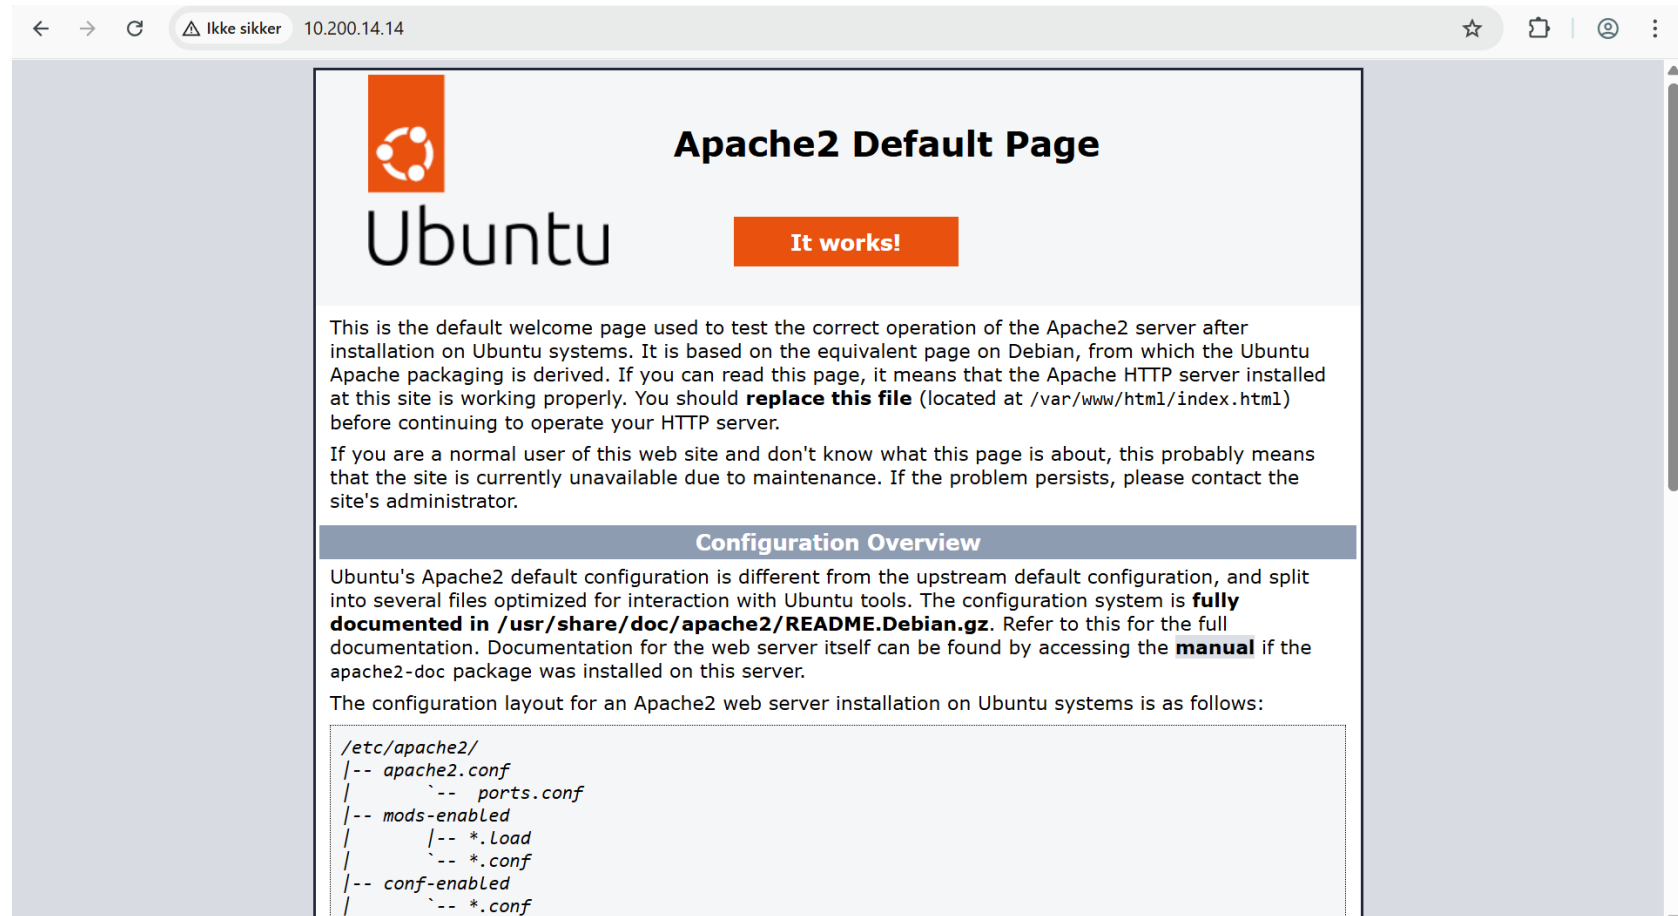 Ikke sikker 10.200.14.14
Ubuntu
Apache2 Default Page
It works!
This is the default welcome page used to test the correct operation of the Apache2 server after
installation on Ubuntu systems. It is based on the equivalent page on Debian, from which the Ubuntu
Apache packaging is derived. If you can read this page, it means that the Apache HTTP server installed
at this site is working properly. You should replace this file (located at /var/www/html/index.html)
before continuing to operate your HTTP server.
If you are a normal user of this web site and don't know what this page is about, this probably means
that the site is currently unavailable due to maintenance. If the problem persists, please contact the
site's administrator.
Configuration Overview
Ubuntu's Apache2 default configuration is different from the upstream default configuration, and split
into several files optimized for interaction with Ubuntu tools. The configuration system is fully
documented in /usr/share/doc/apache2/README.Debian.gz. Refer to this for the full
documentation. Documentation for the web server itself can be found by accessing the manual if the
apache2-doc package was installed on this server.
The configuration layout for an Apache2 web server installation on Ubuntu systems is as follows:
/etc/apache2/
|-- apache2.conf
|       `--  ports.conf
|-- mods-enabled
|       |-- *.load
|       `-- *.conf
|-- conf-enabled
|       `-- *.conf